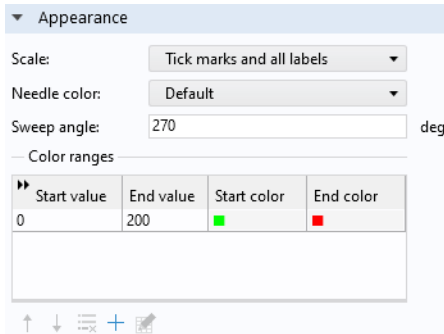 Appearance
Scale: Tick marks and all labels
Needle color: Default
Sweep angle: 270 deg
Color ranges
Start value End value Start color End color
0 200